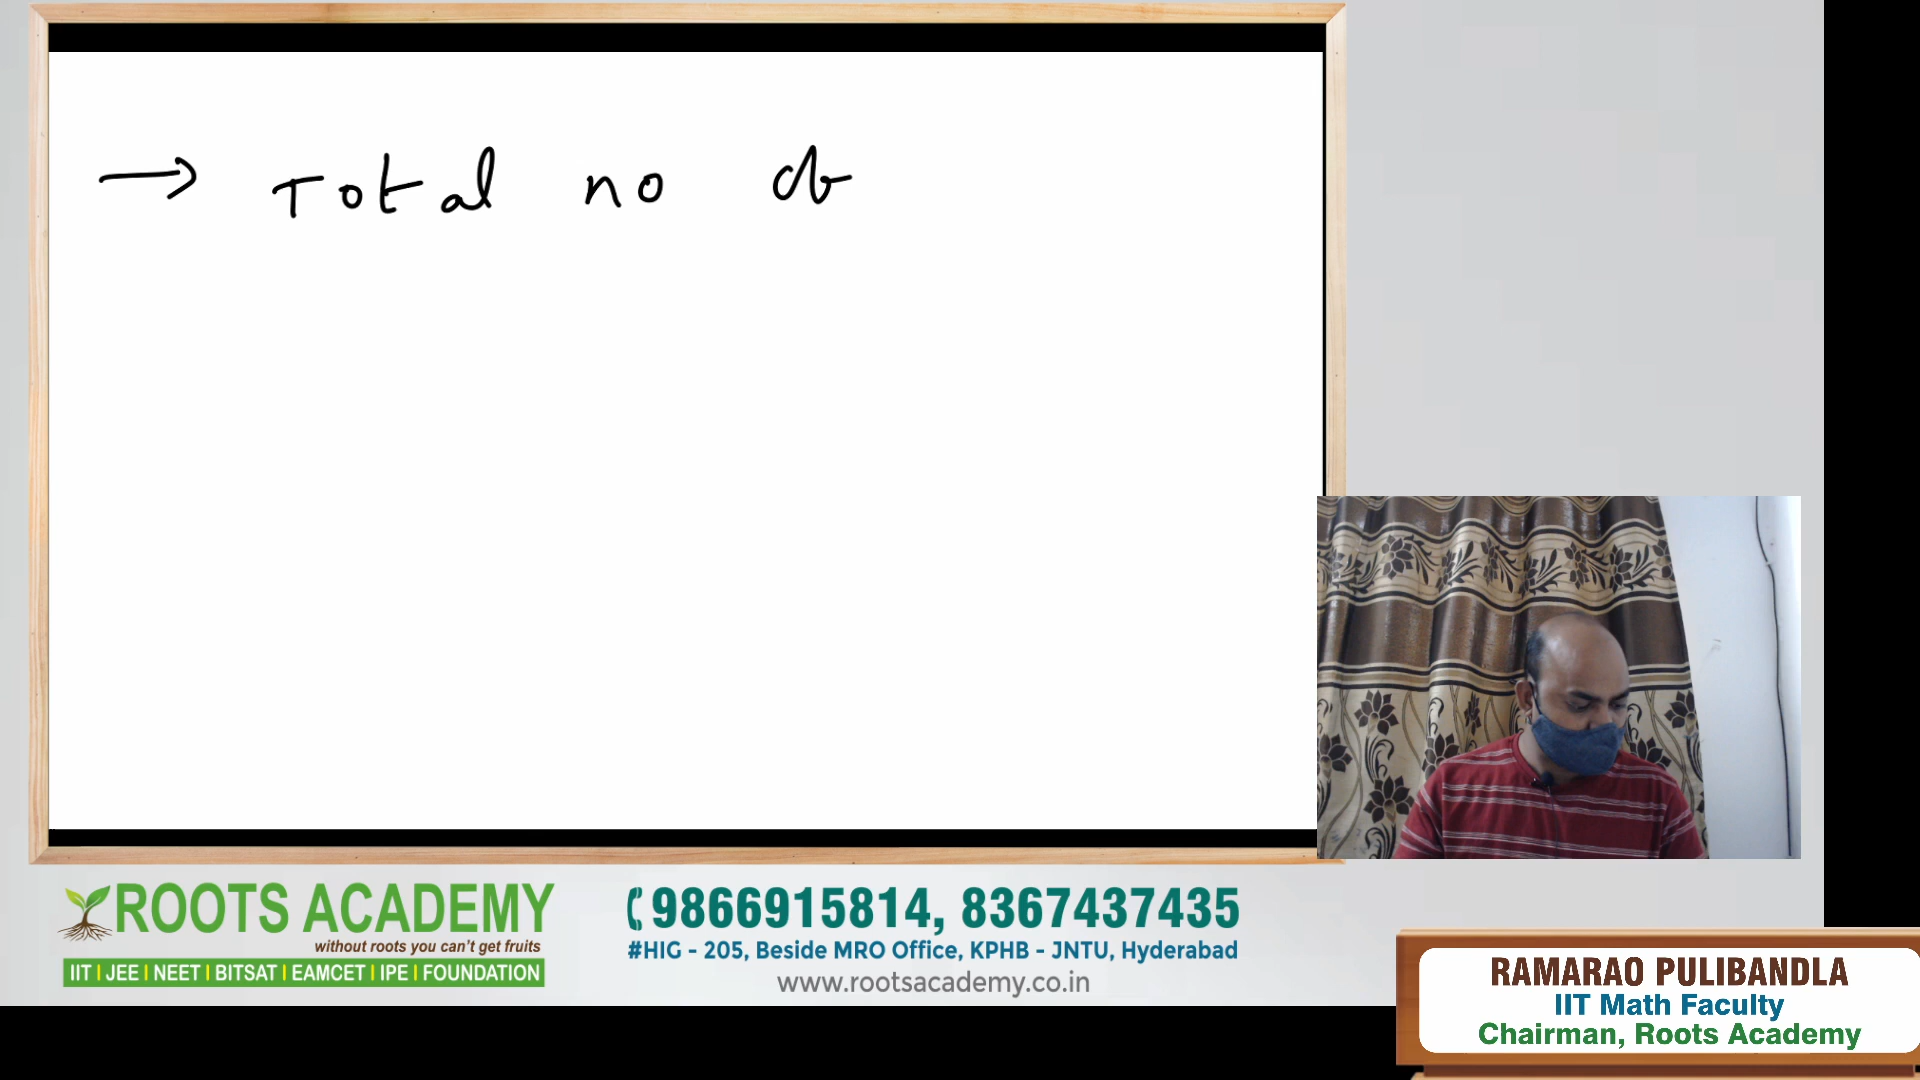 → Total no of
ROOTS ACADEMY
without roots you can't get fruits
IIT | JEE | NEET | BITSAT | EAMCET | IPE | FOUNDATION
9866915814, 8367437435
#HIG - 205, Beside MRO Office, KPHB - JNTU, Hyderabad
www.rootsacademy.co.in
RAMARAO PULIBANDLA
IIT Math Faculty
Chairman, Roots Academy